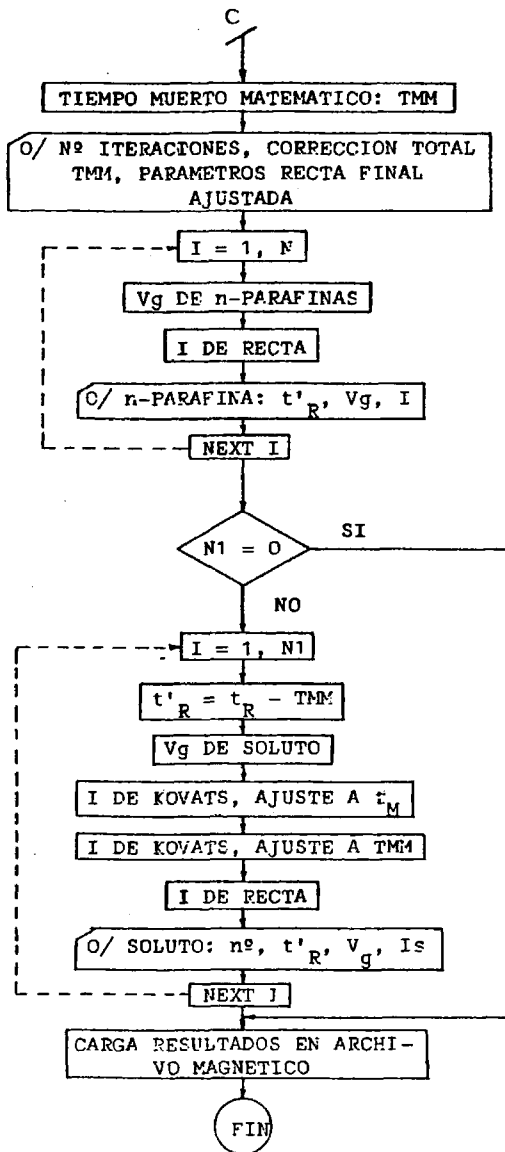 C
TIEMPO MUERTO MATEMATICO: TMM
O/ Nº ITERACIONES, CORRECCION TOTAL
TMM, PARAMETROS RECTA FINAL
AJUSTADA
I = 1, N
Vg DE n-PARAFINAS
I DE RECTA
O/ n-PARAFINA: t'R, Vg, I
NEXT I
N1 = O
SI
NO
I = 1, N1
t'R = tR - TMM
Vg DE SOLUTO
I DE KOVATS, AJUSTE A tM
I DE KOVATS, AJUSTE A TMM
I DE RECTA
O/ SOLUTO: nº, t'R, Vg, Is
NEXT I
CARGA RESULTADOS EN ARCHI-
VO MAGNETICO
FIN